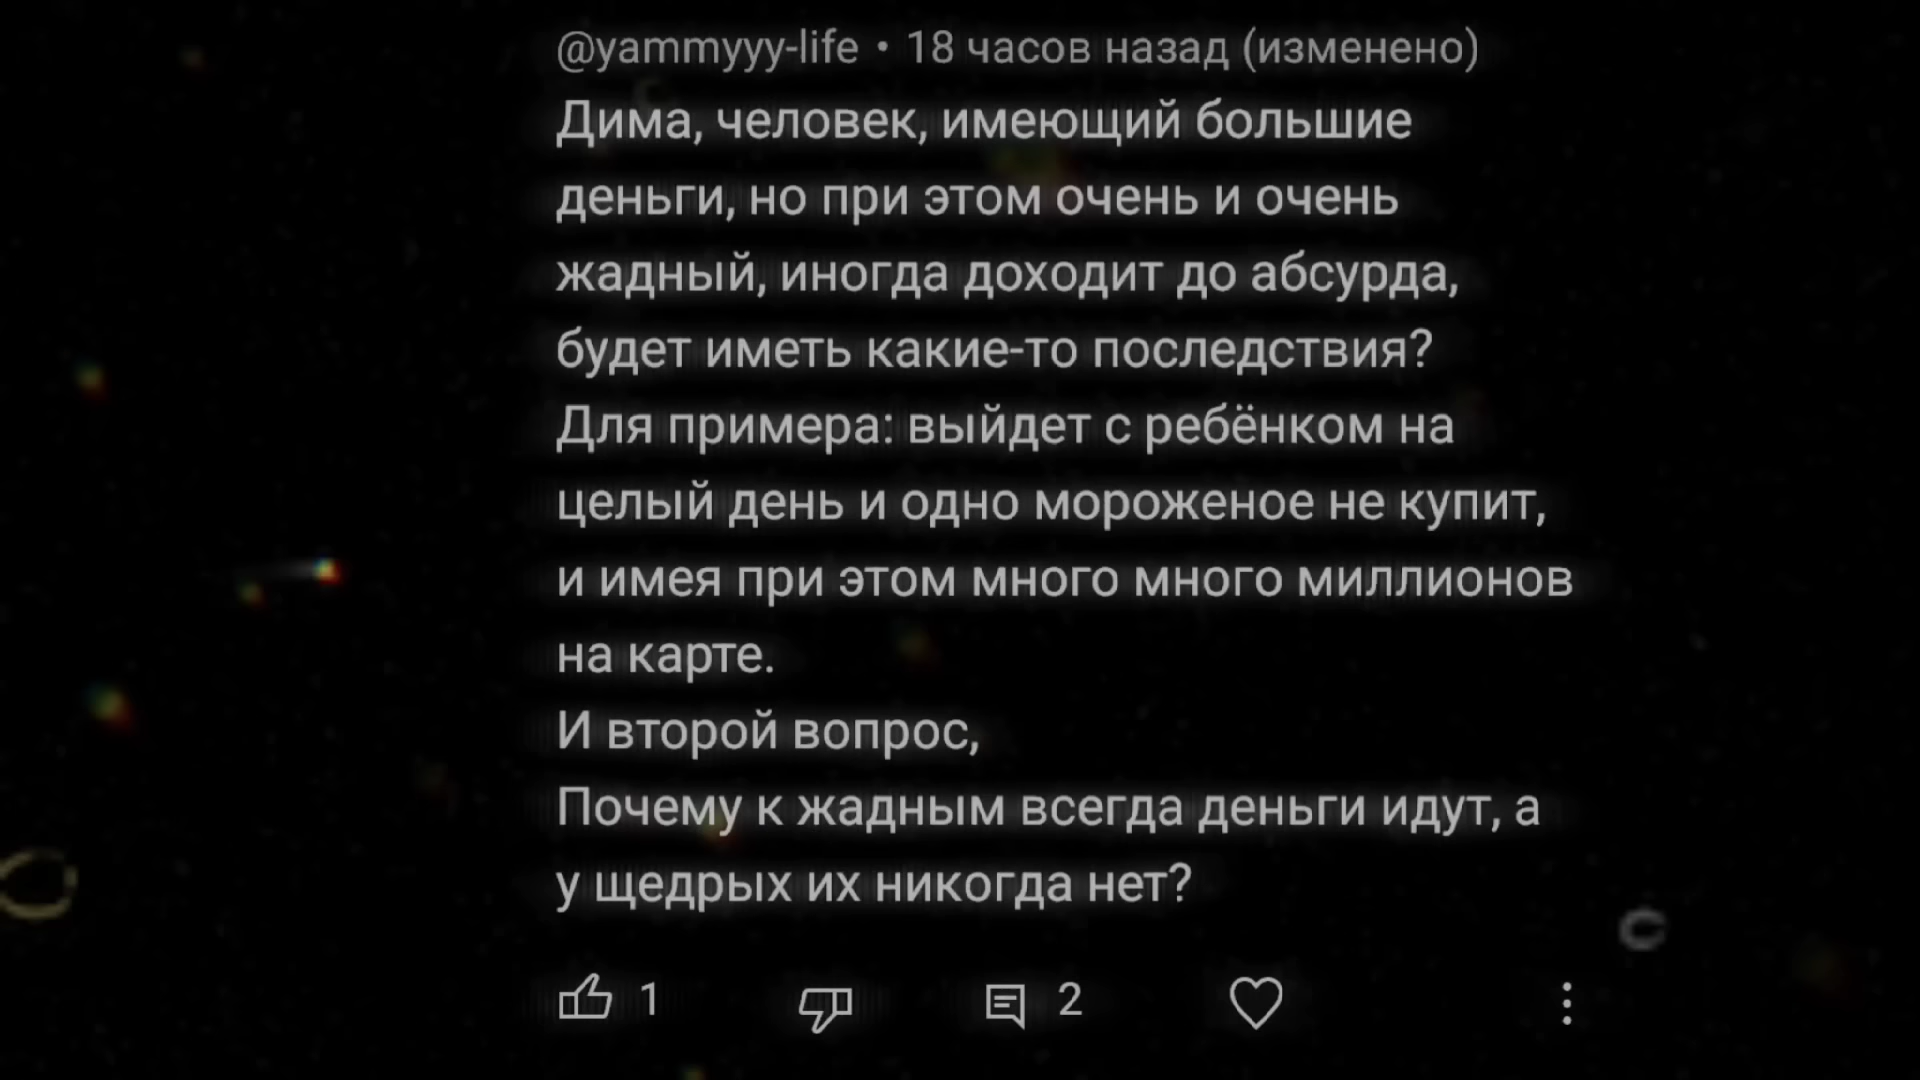 @yammyyy-life • 18 часов назад (изменено)
Дима, человек, имеющий большие
деньги, но при этом очень и очень
жадный, иногда доходит до абсурда,
будет иметь какие-то последствия?
Для примера: выйдет с ребёнком на
целый день и одно мороженое не купит,
и имея при этом много много миллионов
на карте.
И второй вопрос,
Почему к жадным всегда деньги идут, а
у щедрых их никогда нет?
1 2